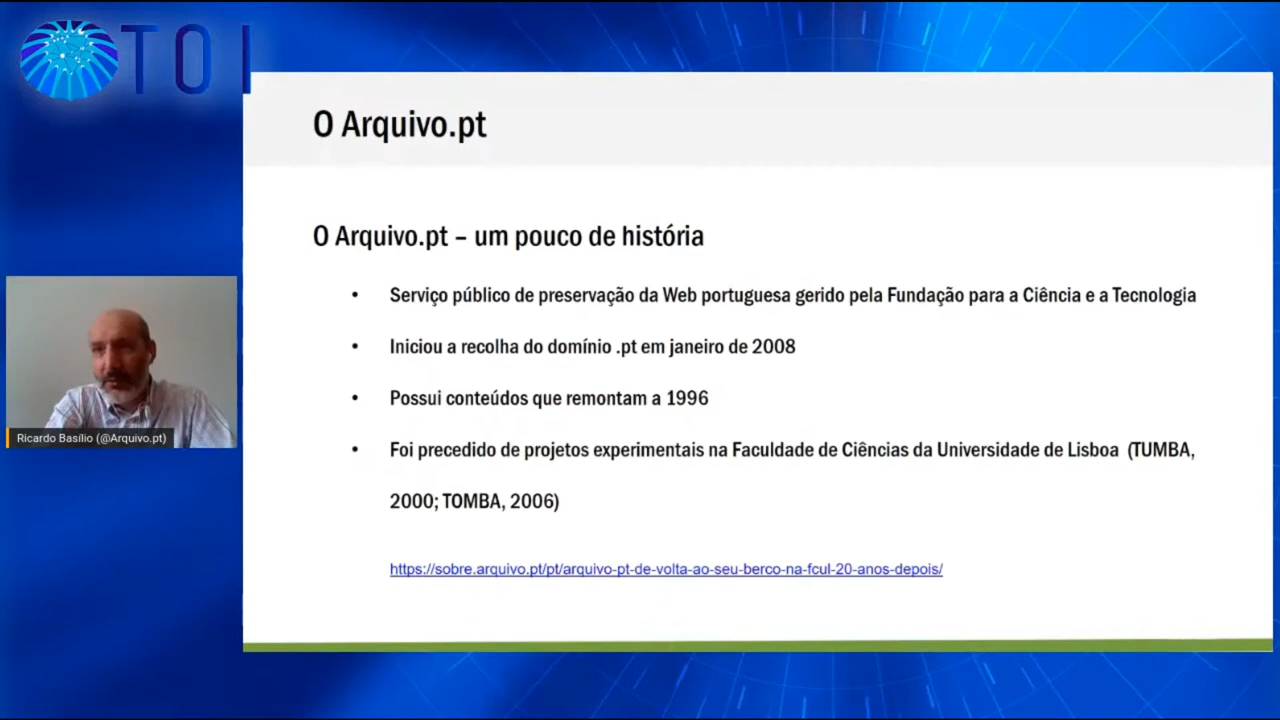 TOI
O Arquivo.pt
O Arquivo.pt – um pouco de história
• Serviço público de preservação da Web portuguesa gerido pela Fundação para a Ciência e a Tecnologia
• Iniciou a recolha do domínio .pt em janeiro de 2008
• Possui conteúdos que remontam a 1996
• Foi precedido de projetos experimentais na Faculdade de Ciências da Universidade de Lisboa (TUMBA,
2000; TOMBA, 2006)
https://sobre.arquivo.pt/pt/arquivo-pt-de-volta-ao-seu-berco-na-fcul-20-anos-depois/
Ricardo Basílio (@Arquivo.pt)